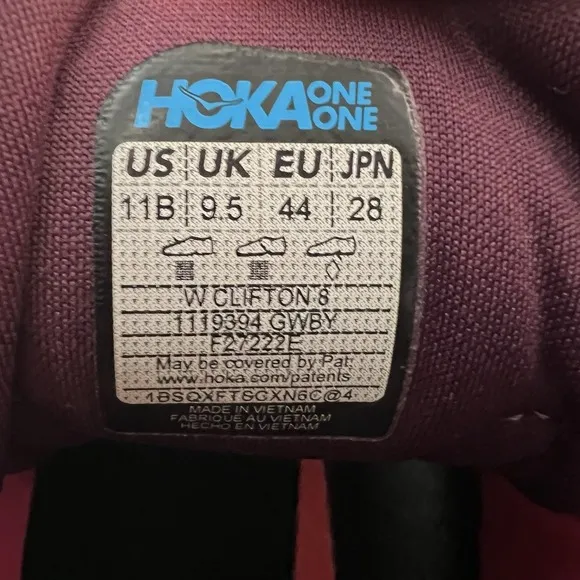 HOKA ONE ONE
US UK EU JPN
11B 9.5 44 28
W CLIFTON 8
1119394 GWBY
F27222E
May be covered by Pat.
www.hoka.com/patents
1BSQXFTSCXN6C@4
MADE IN VIETNAM
FABRIQUE AU VIETNAM
HECHO EN VIETNAM